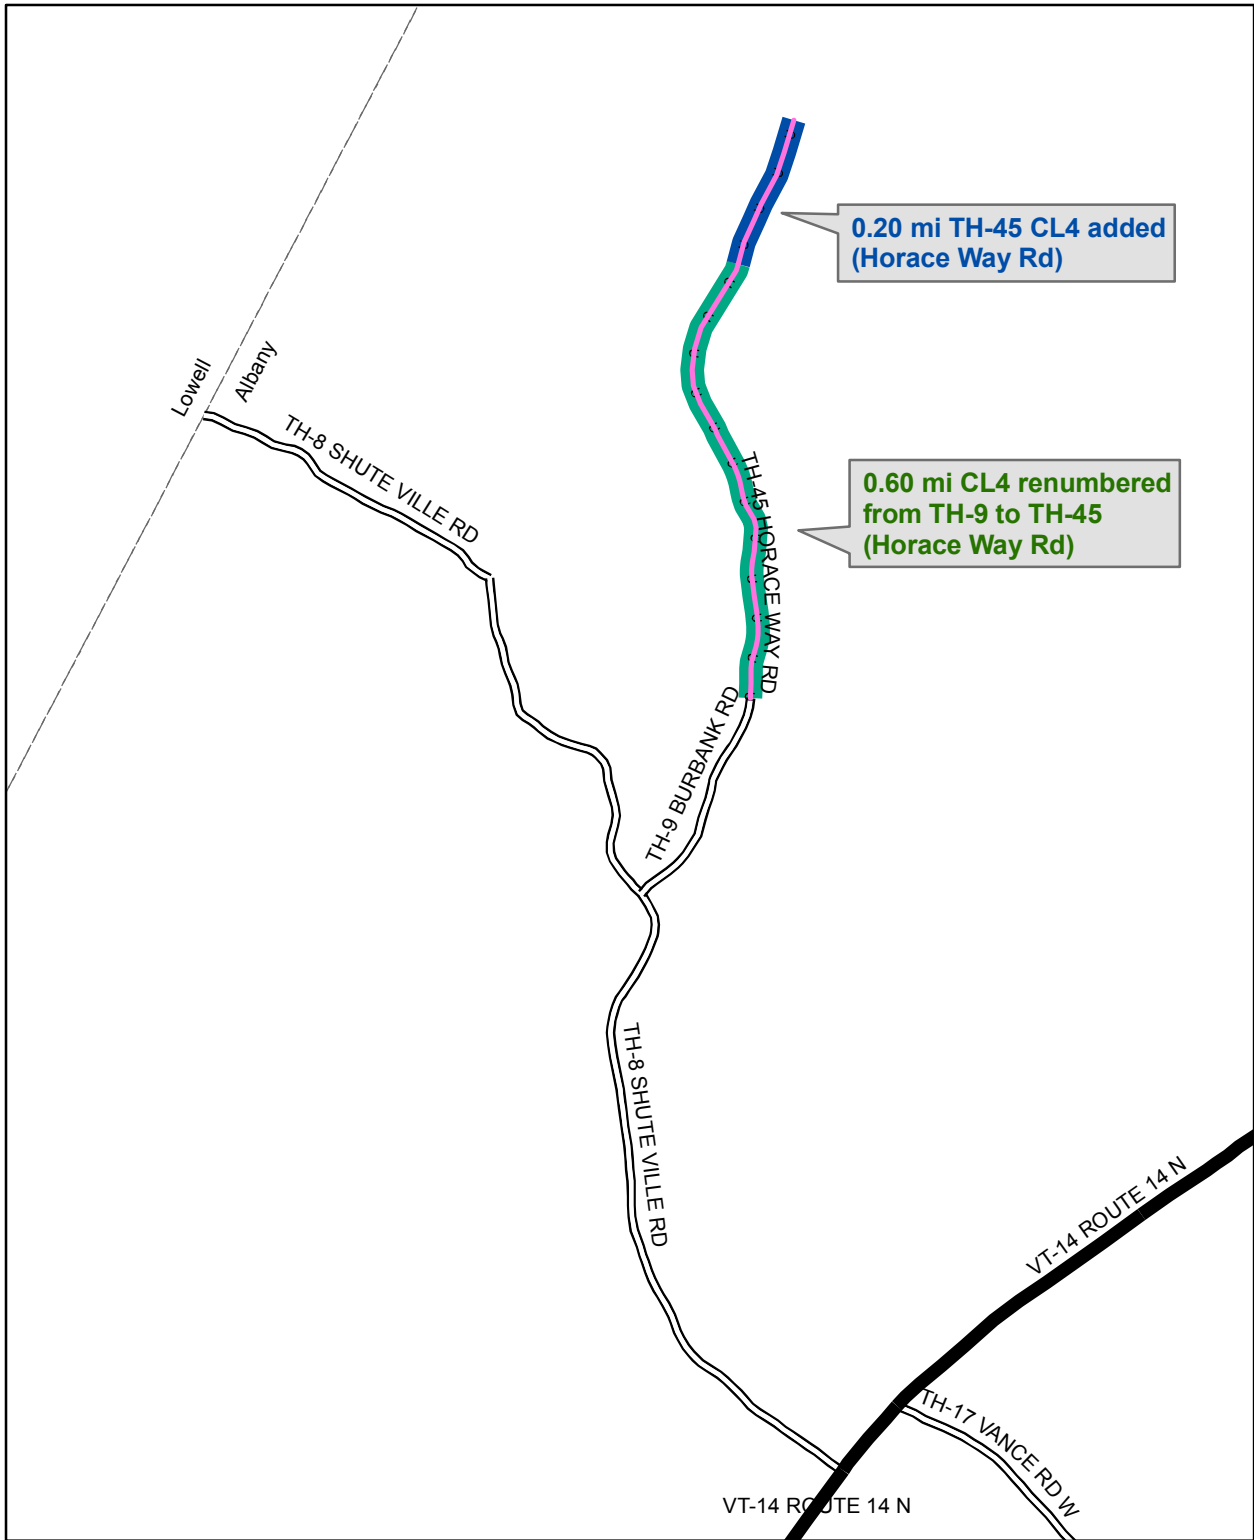 0.20 mi TH-45 CL4 added
(Horace Way Rd)
Lowell
Albany
TH-8 SHUTE VILLE RD
0.60 mi CL4 renumbered
from TH-9 to TH-45
(Horace Way Rd)
TH-45 HORACE WAY RD
TH-9 BURBANK RD
TH-8 SHUTE VILLE RD
VT-14 ROUTE 14 N
TH-17 VANCE RD W
VT-14 ROUTE 14 N